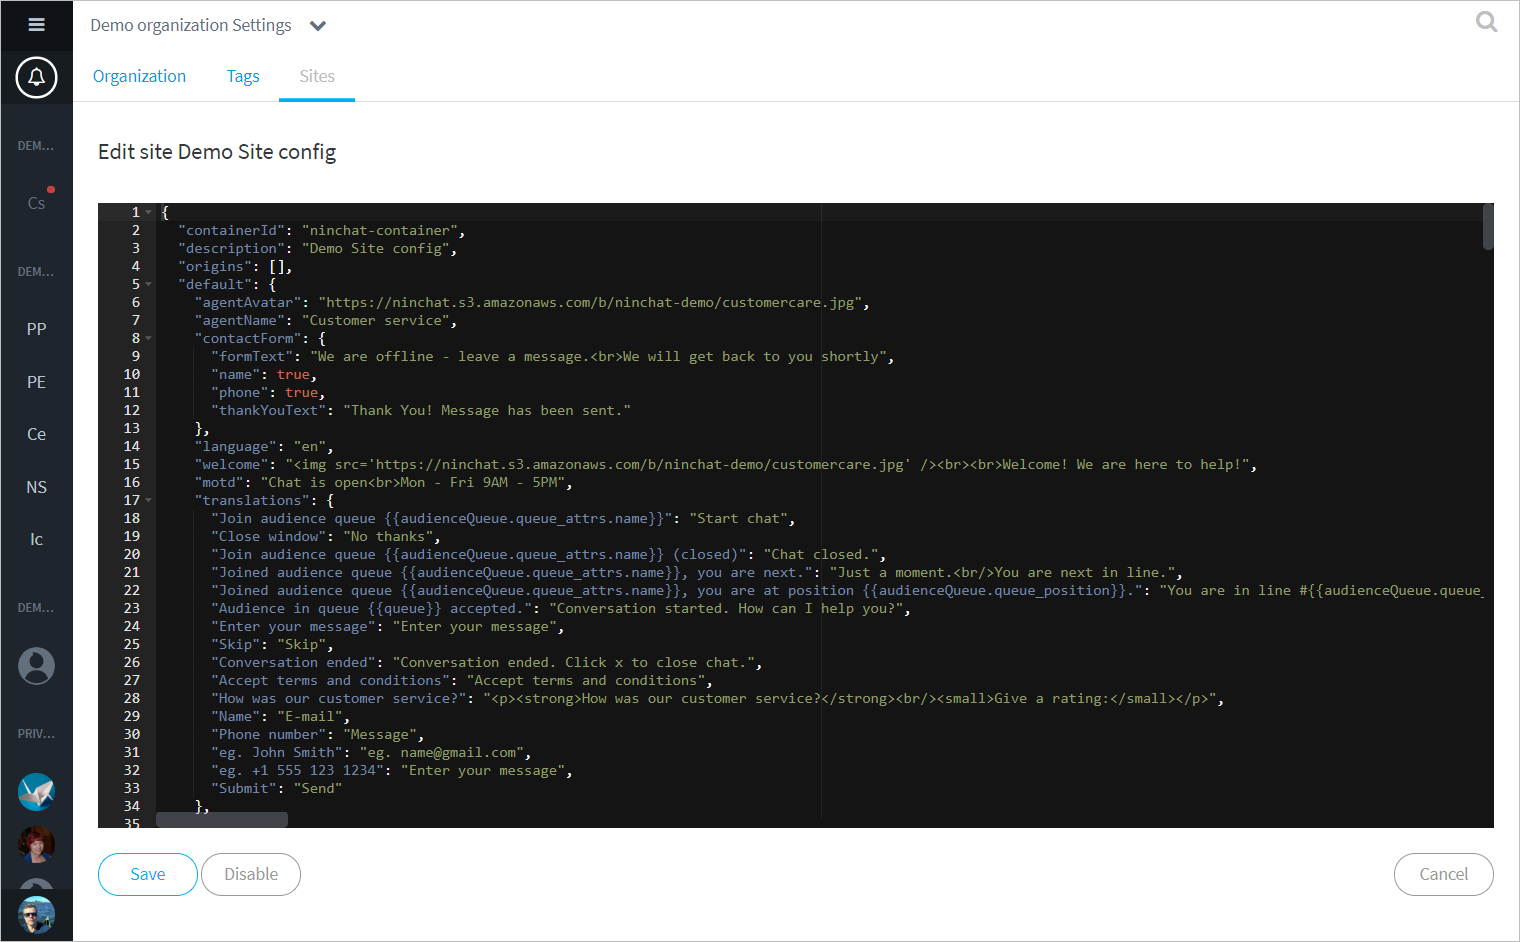 Demo organization Settings
Organization Tags Sites
DEM...
Cs
DEM...
PP
PE
Ce
NS
Ic
DEM...
PRIV...
Edit site Demo Site config
1 {
2 "containerId": "ninchat-container",
3 "description": "Demo Site config",
4 "origins": [],
5 "default": {
6 "agentAvatar": "https://ninchat.s3.amazonaws.com/b/ninchat-demo/customercare.jpg",
7 "agentName": "Customer service",
8 "contactForm": {
9 "formText": "We are offline - leave a message.<br>We will get back to you shortly",
10 "name": true,
11 "phone": true,
12 "thankYouText": "Thank You! Message has been sent."
13 },
14 "language": "en",
15 "welcome": "<img src='https://ninchat.s3.amazonaws.com/b/ninchat-demo/customercare.jpg' /><br><br>Welcome! We are here to help!",
16 "motd": "Chat is open<br>Mon - Fri 9AM - 5PM",
17 "translations": {
18 "Join audience queue {{audienceQueue.queue_attrs.name}}": "Start chat",
19 "Close window": "No thanks",
20 "Join audience queue {{audienceQueue.queue_attrs.name}} (closed)": "Chat closed.",
21 "Joined audience queue {{audienceQueue.queue_attrs.name}}, you are next.": "Just a moment.<br/>You are next in line.",
22 "Joined audience queue {{audienceQueue.queue_attrs.name}}, you are at position {{audienceQueue.queue_position}}.": "You are in line #{{audienceQueue.queue_
23 "Audience in queue {{queue}} accepted.": "Conversation started. How can I help you?",
24 "Enter your message": "Enter your message",
25 "Skip": "Skip",
26 "Conversation ended": "Conversation ended. Click x to close chat.",
27 "Accept terms and conditions": "Accept terms and conditions",
28 "How was our customer service?": "<p><strong>How was our customer service?</strong><br/><small>Give a rating:</small></p>",
29 "Name": "E-mail",
30 "Phone number": "Message",
31 "eg. John Smith": "eg. name@gmail.com",
32 "eg. +1 555 123 1234": "Enter your message",
33 "Submit": "Send"
34 },
35
Save Disable Cancel